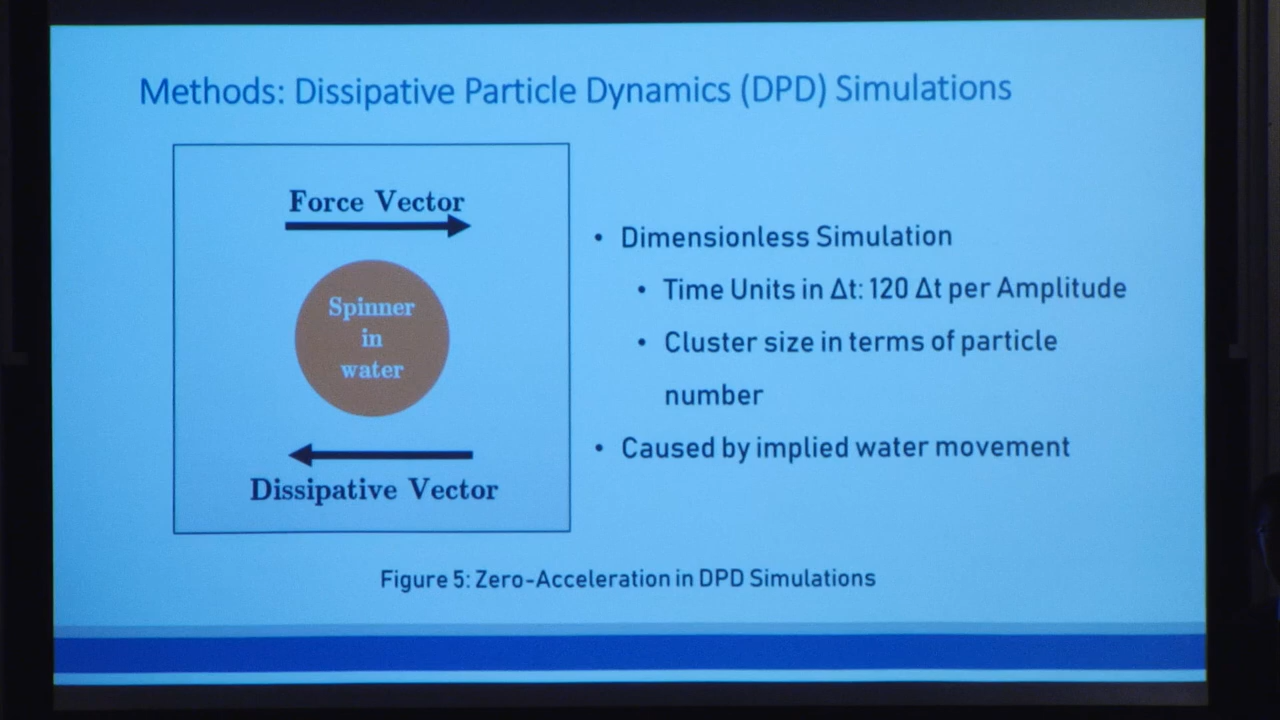 Methods: Dissipative Particle Dynamics (DPD) Simulations
Force Vector
Spinner
in
water
Dissipative Vector
• Dimensionless Simulation
• Time Units in Δt: 120 Δt per Amplitude
• Cluster size in terms of particle
number
• Caused by implied water movement
Figure 5: Zero-Acceleration in DPD Simulations